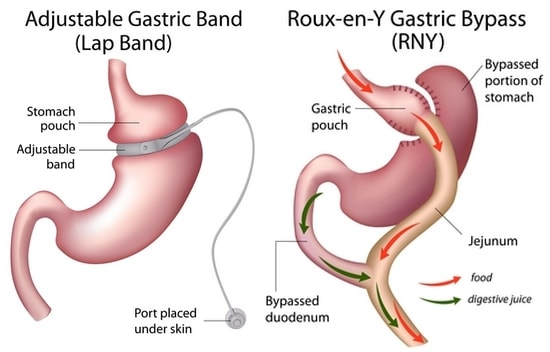 Adjustable Gastric Band
(Lap Band)
Stomach
pouch
Adjustable
band
Port placed
under skin
Roux-en-Y Gastric Bypass
(RNY)
Bypassed
portion of
stomach
Gastric
pouch
Jejunum
Bypassed
duodenum
food
digestive juice